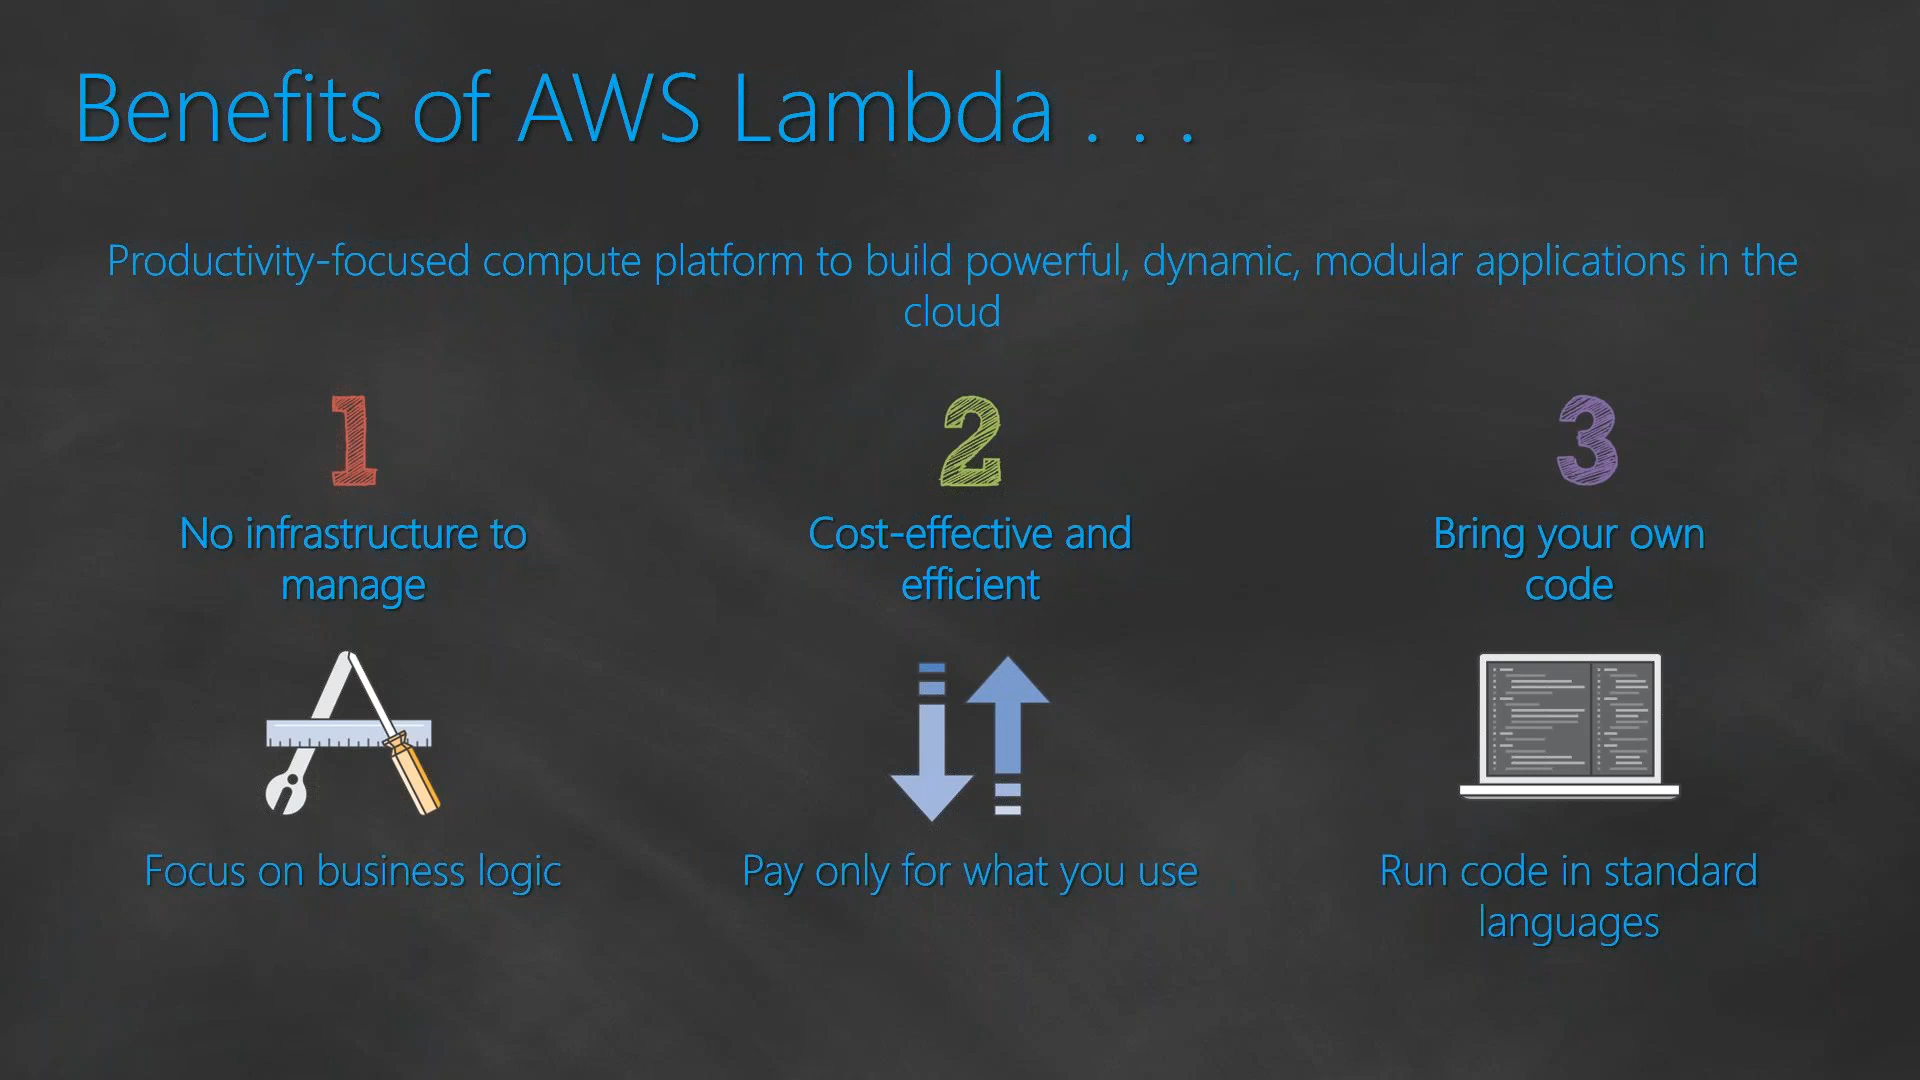 Benefits of AWS Lambda . . .
Productivity-focused compute platform to build powerful, dynamic, modular applications in the
cloud
1
No infrastructure to
manage
Focus on business logic
2
Cost-effective and
efficient
Pay only for what you use
3
Bring your own
code
Run code in standard
languages